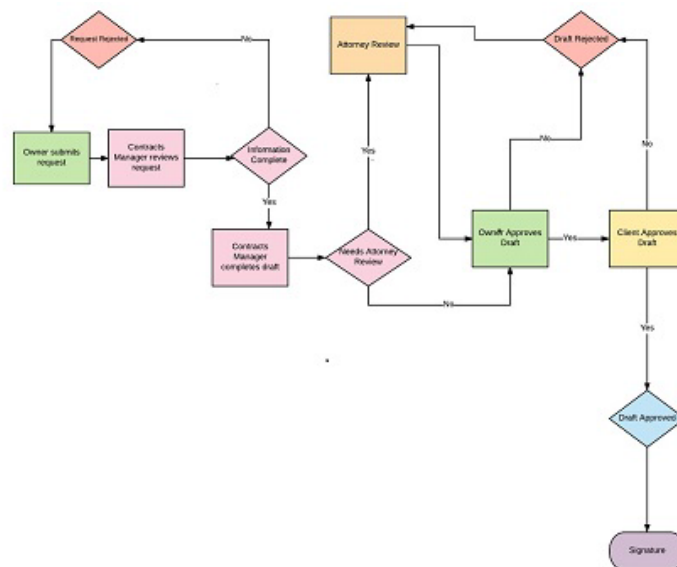 Request Rejected
No
Attorney Review
Draft Rejected
Owner submits
request
Contracts
Manager reviews
request
Information
Complete
Yes
No
No
Yes
Contracts
Manager
completes draft
Needs Attorney
Review
Owner Approves
Draft
Yes
Client Approves
Draft
No
Yes
Draft Approved
Signature